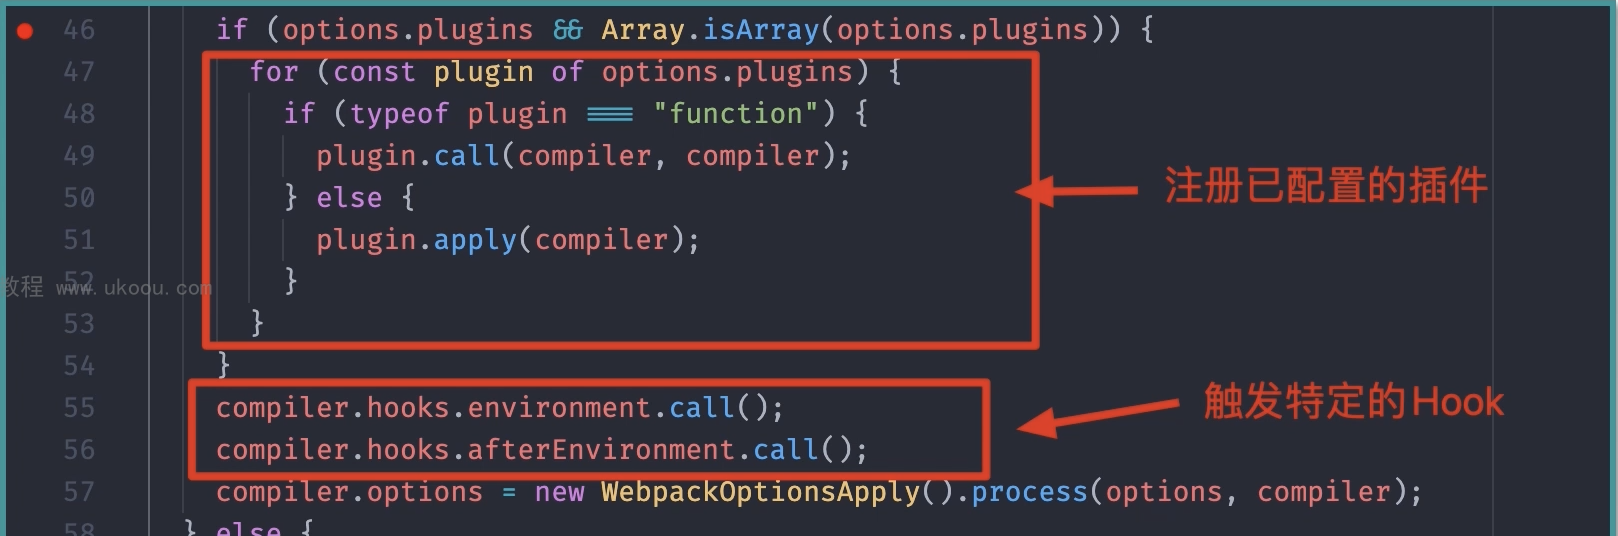 46 if (options.plugins && Array.isArray(options.plugins)) {
47 for (const plugin of options.plugins) {
48 if (typeof plugin === "function") {
49 plugin.call(compiler, compiler);
注册已配置的插件
50 } else {
51 plugin.apply(compiler);
52 }
教程 www.ukoou.com
53 }
54 }
55 compiler.hooks.environment.call();
触发特定的Hook
56 compiler.hooks.afterEnvironment.call();
57 compiler.options = new WebpackOptionsApply().process(options, compiler);
58 } else {